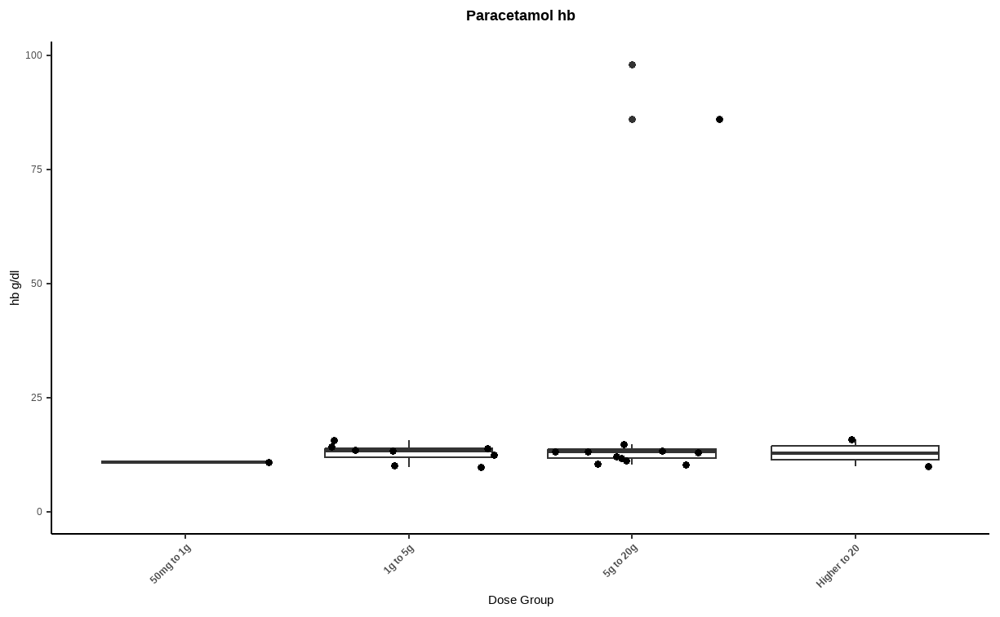 Paracetamol hb
100
75
50
25
0
hb g/dl
50mg to 1g
1g to 5g
5g to 20g
Higher to 20
Dose Group